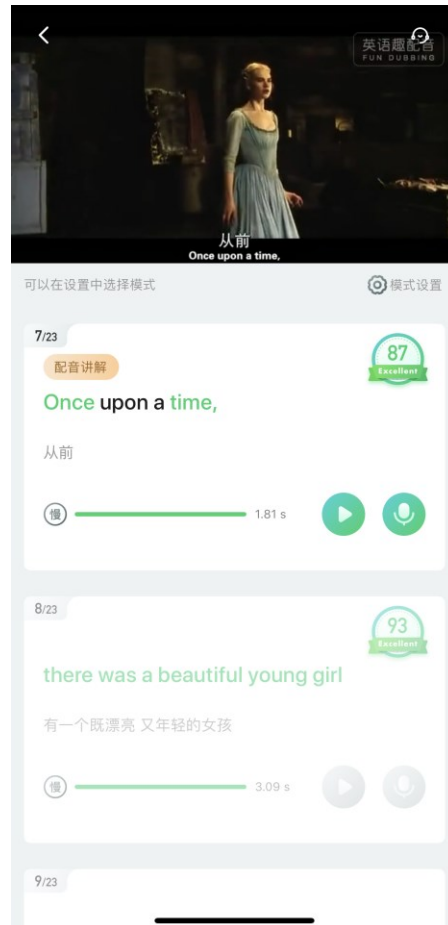 英语趣配音
FUN DUBBING
从前
Once upon a time,
可以在设置中选择模式
模式设置
7/23
87
Excellent
配音讲解
Once upon a time,
从前
慢
1.81 s
8/23
93
Excellent
there was a beautiful young girl
有一个既漂亮 又年轻的女孩
慢
3.09 s
9/23